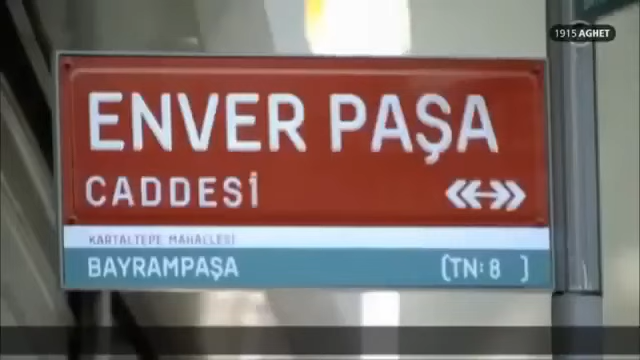 1915 AGHET
ENVER PAŞA
CADDESİ
KARTALTEPE MAHALLESİ
BAYRAMPAŞA (TN: 8 )